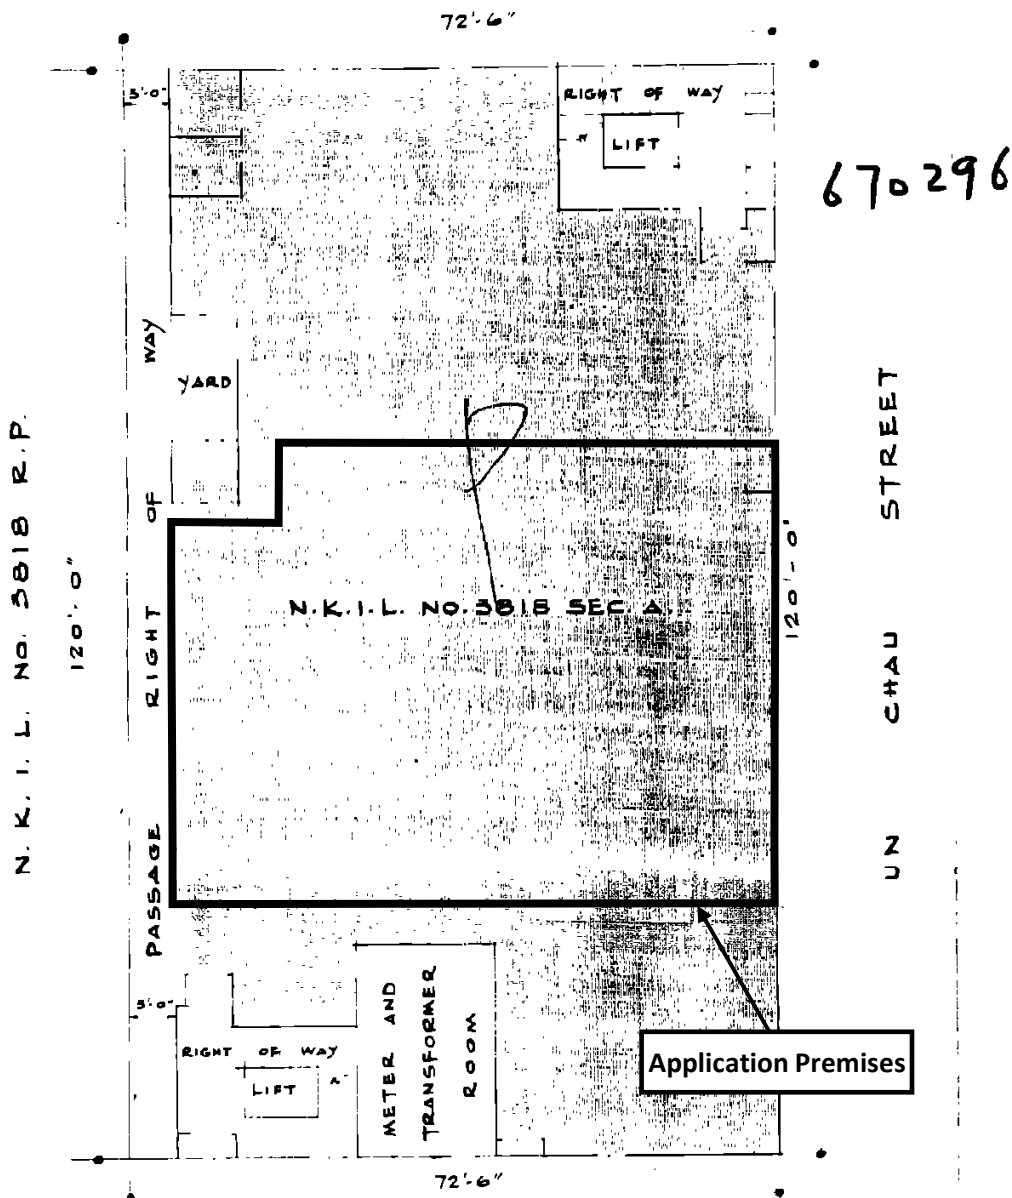 72'-6"
5'-0"
RIGHT OF WAY
LIFT
670296
YARD
PASSAGE RIGHT OF WAY
N.K.I.L. NO. 3818 R.P.
120'-0"
N.K.I.L. NO. 3818 SEC A.
120'-0"
UN CHAU STREET
5'-0"
RIGHT OF WAY
LIFT
METER AND
TRANSFORMER
ROOM
Application Premises
72'-6"